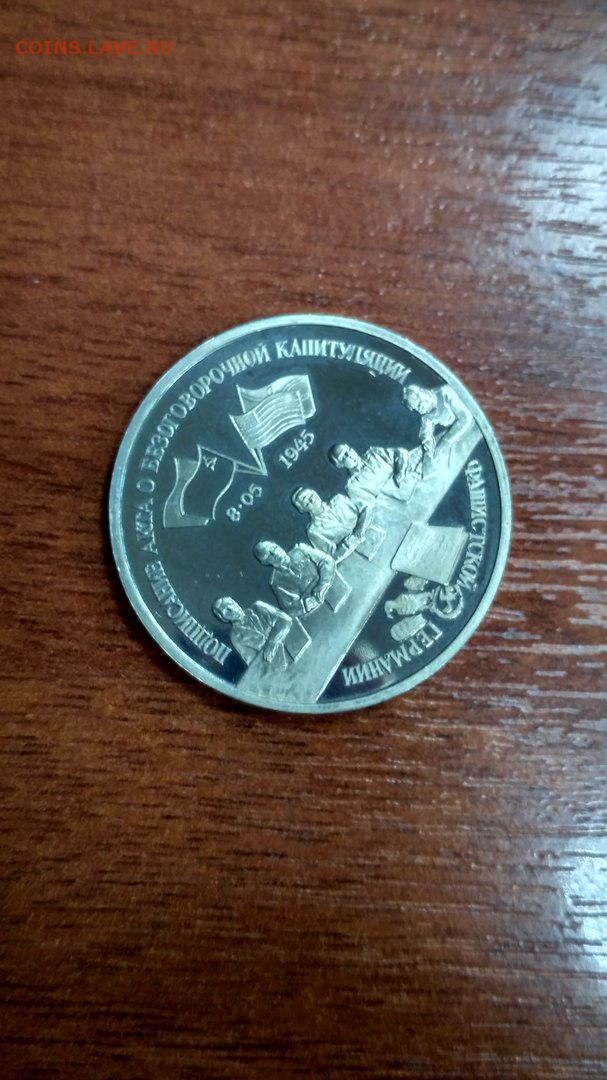 COINS.LAVE.RU
ПОДПИСАНИЕ АКТА О БЕЗОГОВОРОЧНОЙ КАПИТУЛЯЦИИ
ФАШИСТСКОЙ ГЕРМАНИИ
8·05 1945